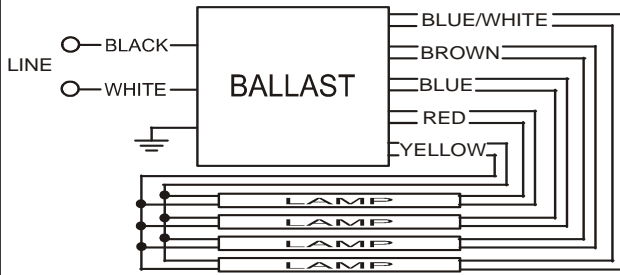 BLUE/WHITE
BLACK
BROWN
LINE
BALLAST
WHITE
BLUE
RED
YELLOW
LAMP
LAMP
LAMP
LAMP